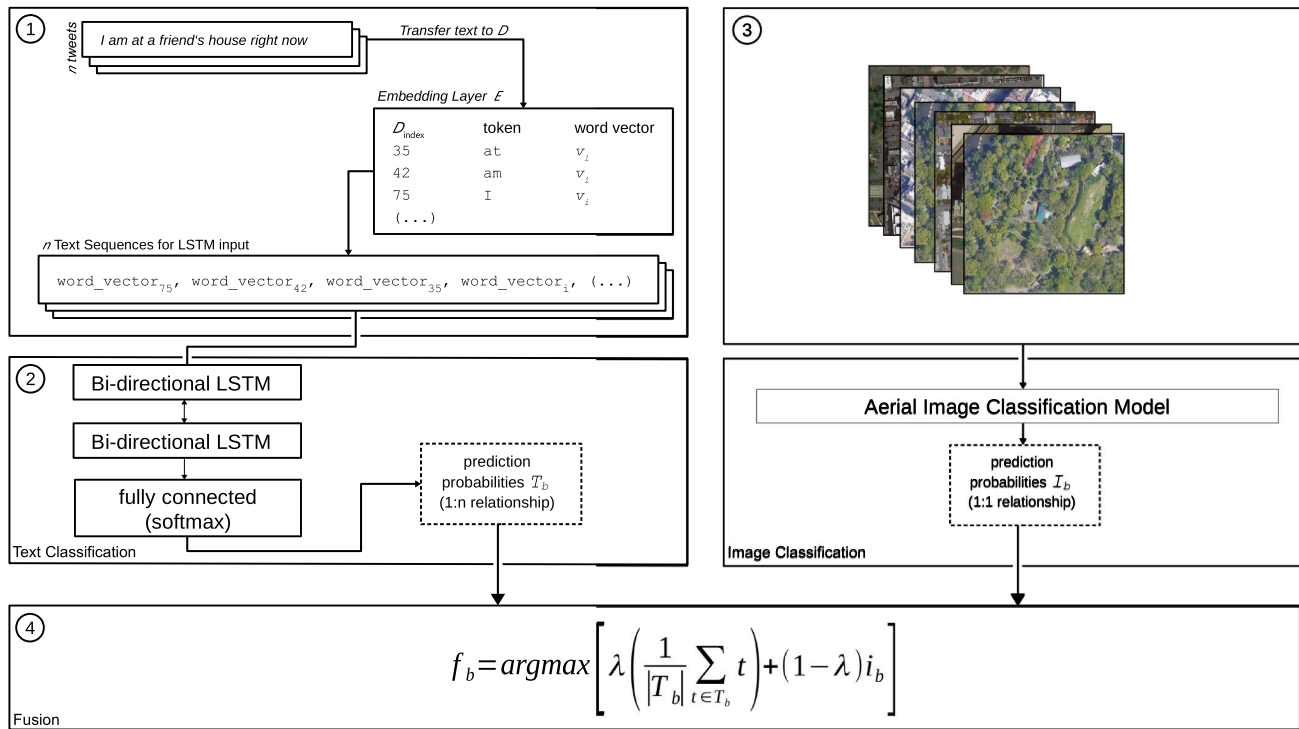 1
n tweets
I am at a friend's house right now
Transfer text to D
Embedding Layer E
D_index token word vector
35 at v_i
42 am v_i
75 I v_i
(...)
n Text Sequences for LSTM input
word_vector_75, word_vector_42, word_vector_35, word_vector_i, (...)
2
Bi-directional LSTM
Bi-directional LSTM
fully connected
(softmax)
prediction
probabilities T_b
(1:n relationship)
Text Classification
3
Aerial Image Classification Model
prediction
probabilities I_b
(1:1 relationship)
Image Classification
4
f_b=argmax[λ(1/|T_b| ∑_{t∈T_b} t)+(1−λ)i_b]
Fusion